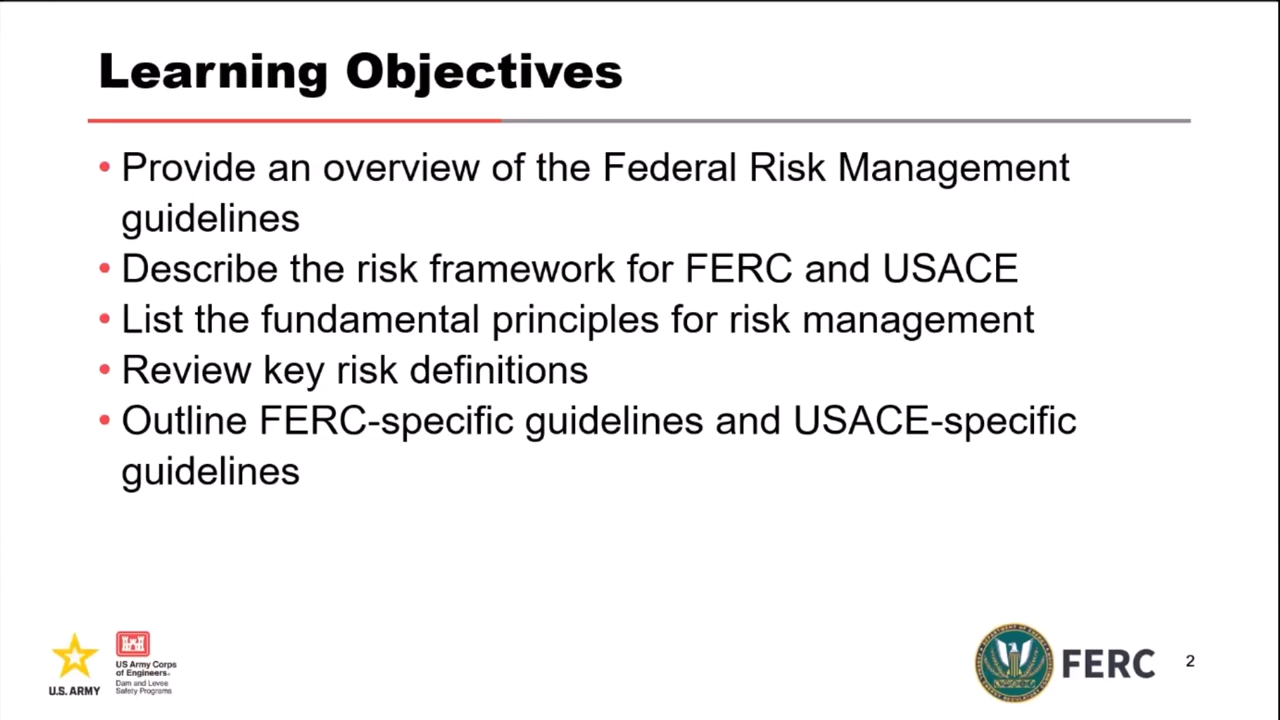 Learning Objectives
• Provide an overview of the Federal Risk Management
guidelines
• Describe the risk framework for FERC and USACE
• List the fundamental principles for risk management
• Review key risk definitions
• Outline FERC-specific guidelines and USACE-specific
guidelines
U.S. ARMY
US Army Corps
of Engineers®
Dam and Levee
Safety Programs
FERC
2